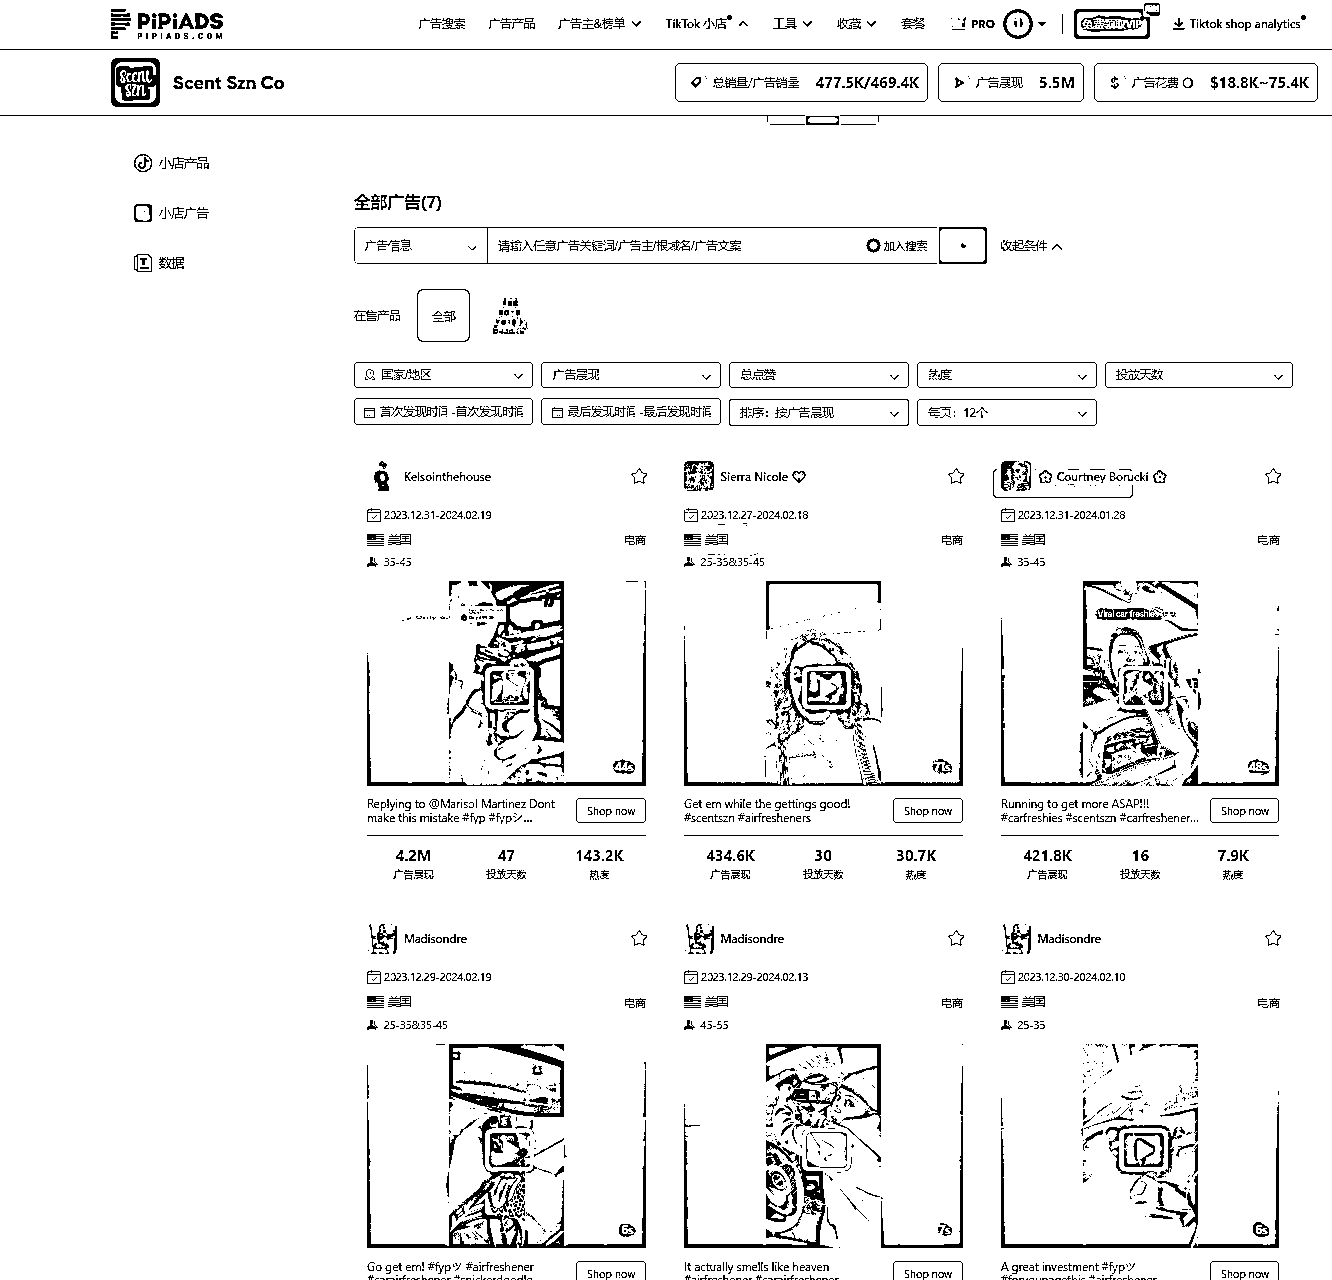 PiPiADS
PIPIADS.COM
广告搜索
广告产品
广告主&榜单
TikTok 小店
工具
收藏
套餐
PRO
Tiktok shop analytics
Scent Szn
Scent Szn Co
总销量/广告销量 477.5K/469.4K
广告展现 5.5M
广告花费 $18.8K~75.4K
小店产品
小店广告
数据
全部广告(7)
广告信息
请输入任意广告关键词/广告主/根域名/广告文案
加入搜索
收起条件
在售产品
全部
国家/地区
广告展现
总点赞
热度
投放天数
首次发现时间 -首次发现时间
最后发现时间 -最后发现时间
排序：按广告展现
每页：12个
Kelsointhehouse
2023.12.31-2024.02.19
美国
电商
35-45
44s
Replying to @Marisol Martinez Dont
make this mistake #fyp #fypシ...
Shop now
4.2M 47 143.2K
广告展现 投放天数 热度
Sierra Nicole
2023.12.27-2024.02.18
美国
电商
25-35&35-45
71s
Get em while the gettings good!
#scentszn #airfresheners
Shop now
434.6K 30 30.7K
广告展现 投放天数 热度
Courtney Borucki
2023.12.31-2024.01.28
美国
电商
35-45
Viral car freshies
48s
Running to get more ASAP!!!
#carfreshies #scentszn #carfreshener...
Shop now
421.8K 16 7.9K
广告展现 投放天数 热度
Madisondre
2023.12.29-2024.02.19
美国
电商
25-35&35-45
6s
Go get em! #fypツ #airfreshener
Shop now
Madisondre
2023.12.29-2024.02.13
美国
电商
45-55
7s
It actually smells like heaven
#airfreshener #carairfreshener
Shop now
Madisondre
2023.12.30-2024.02.10
美国
电商
25-35
6s
A great investment #fypツ
#foryoupagethis #airfreshener
Shop now